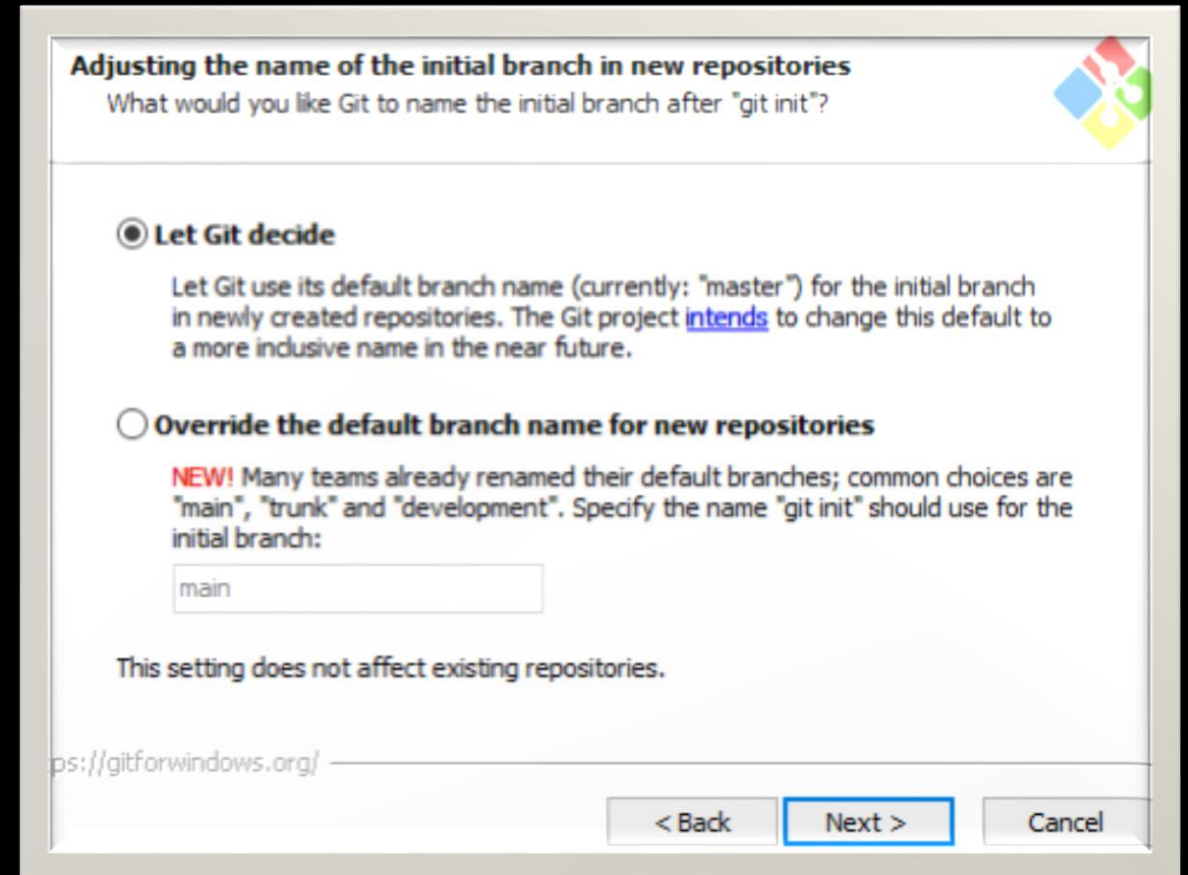 Adjusting the name of the initial branch in new repositories
What would you like Git to name the initial branch after "git init"?
Let Git decide
Let Git use its default branch name (currently: "master") for the initial branch
in newly created repositories. The Git project intends to change this default to
a more inclusive name in the near future.
Override the default branch name for new repositories
NEW! Many teams already renamed their default branches; common choices are
"main", "trunk" and "development". Specify the name "git init" should use for the
initial branch:
main
This setting does not affect existing repositories.
ps://gitforwindows.org/
< Back Next > Cancel